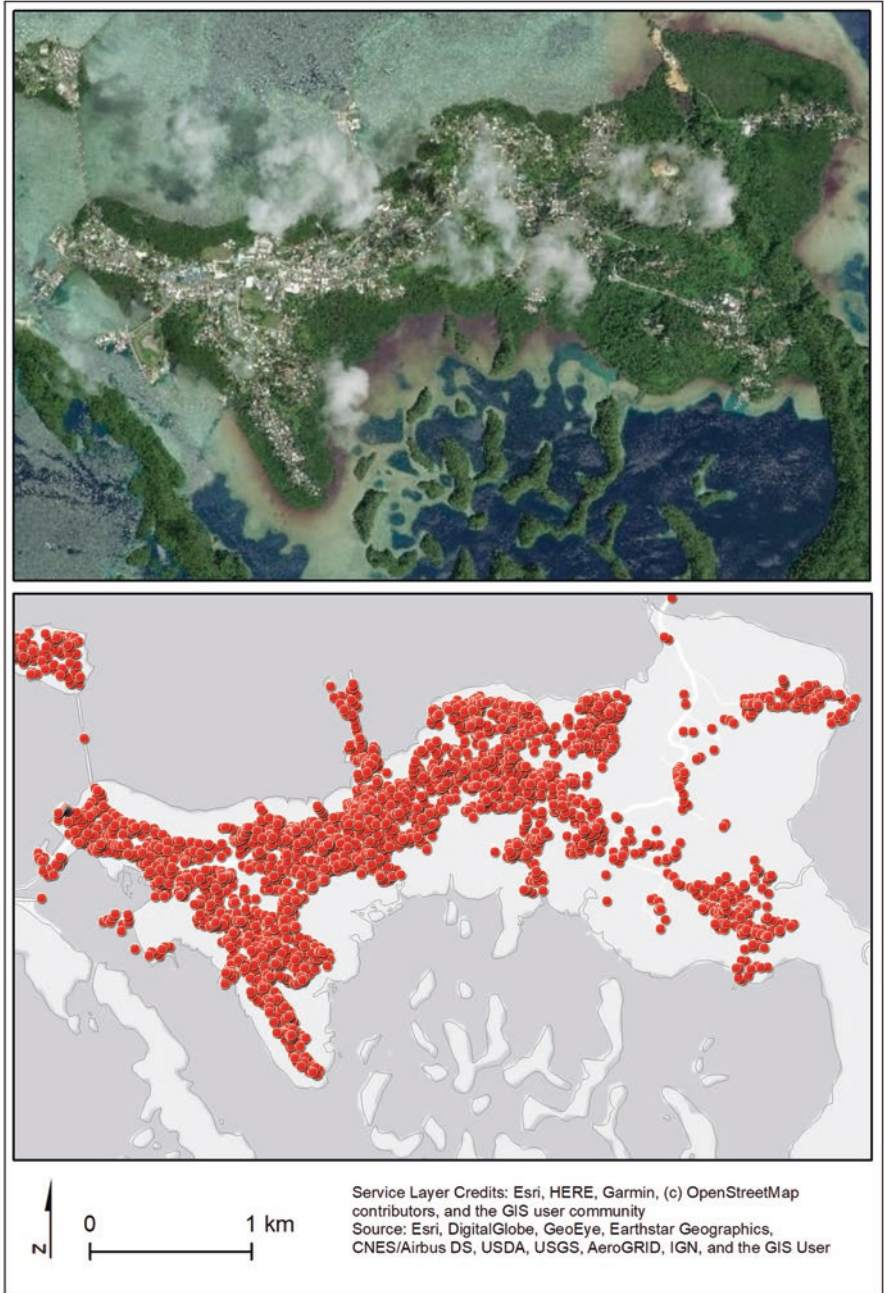 N
0
1 km
Service Layer Credits: Esri, HERE, Garmin, (c) OpenStreetMap
contributors, and the GIS user community
Source: Esri, DigitalGlobe, GeoEye, Earthstar Geographics,
CNES/Airbus DS, USDA, USGS, AeroGRID, IGN, and the GIS User